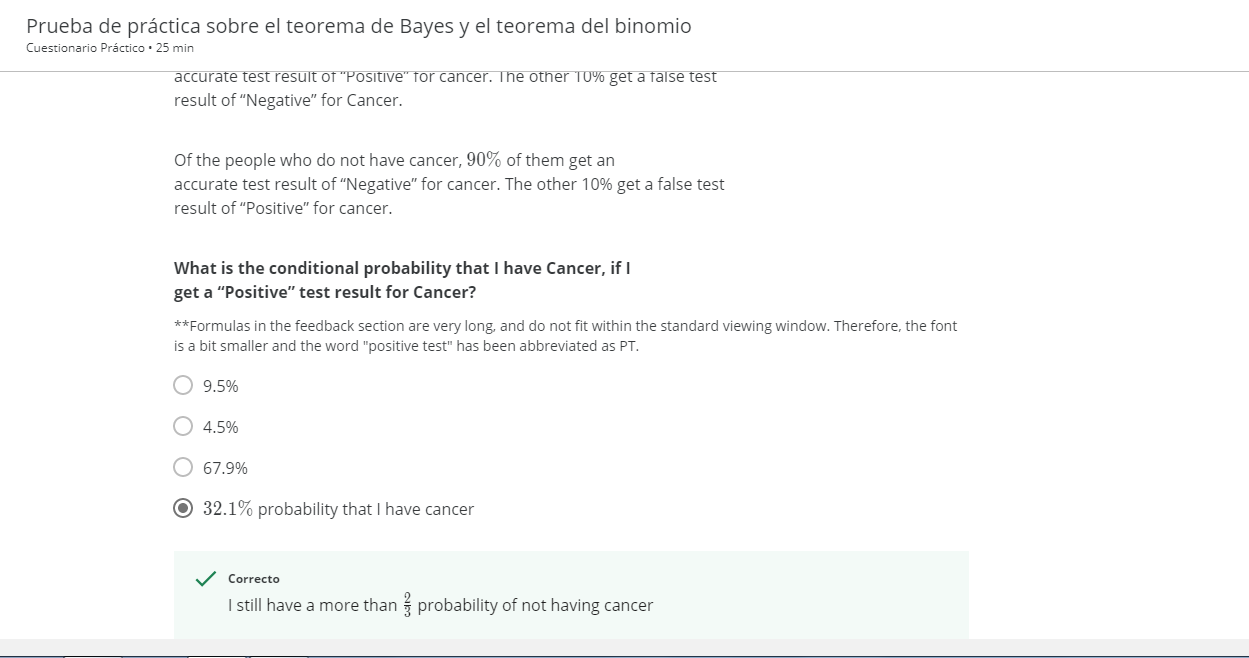 Prueba de práctica sobre el teorema de Bayes y el teorema del binomio
Cuestionario Práctico • 25 min
accurate test result of “Positive” for cancer. The other 10% get a false test
result of “Negative” for Cancer.
Of the people who do not have cancer, 90% of them get an
accurate test result of “Negative” for cancer. The other 10% get a false test
result of “Positive” for cancer.
What is the conditional probability that I have Cancer, if I
get a “Positive” test result for Cancer?
**Formulas in the feedback section are very long, and do not fit within the standard viewing window. Therefore, the font
is a bit smaller and the word "positive test" has been abbreviated as PT.
9.5%
4.5%
67.9%
32.1% probability that I have cancer
Correcto
I still have a more than 2/3 probability of not having cancer